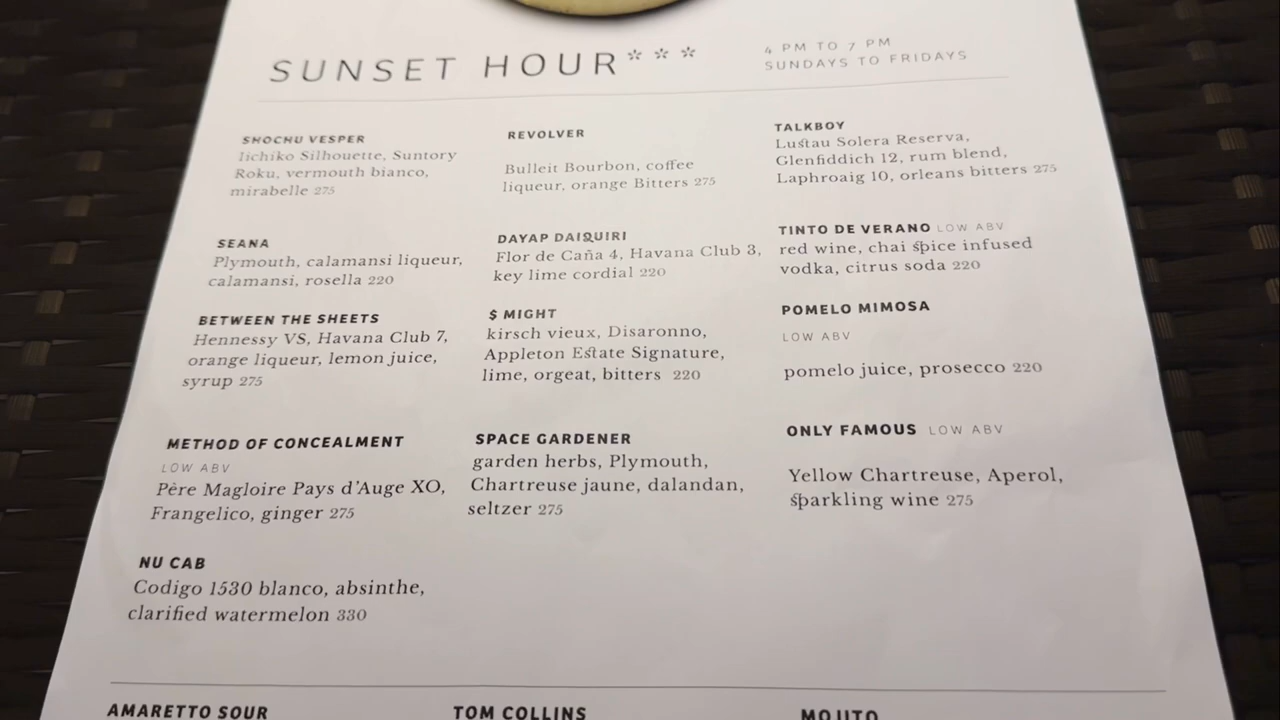 SUNSET HOUR***
4 PM TO 7 PM
SUNDAYS TO FRIDAYS
SHOCHU VESPER
Iichiko Silhouette, Suntory
Roku, vermouth bianco,
mirabelle 275
REVOLVER
Bulleit Bourbon, coffee
liqueur, orange Bitters 275
TALKBOY
Lustau Solera Reserva,
Glenfiddich 12, rum blend,
Laphroaig 10, orleans bitters 275
SEANA
Plymouth, calamansi liqueur,
calamansi, rosella 220
DAYAP DAIQUIRI
Flor de Caña 4, Havana Club 3,
key lime cordial 220
TINTO DE VERANO LOW ABV
red wine, chai spice infused
vodka, citrus soda 220
BETWEEN THE SHEETS
Hennessy VS, Havana Club 7,
orange liqueur, lemon juice,
syrup 275
$ MIGHT
kirsch vieux, Disaronno,
Appleton Estate Signature,
lime, orgeat, bitters 220
POMELO MIMOSA
LOW ABV
pomelo juice, prosecco 220
METHOD OF CONCEALMENT
LOW ABV
Père Magloire Pays d'Auge XO,
Frangelico, ginger 275
SPACE GARDENER
garden herbs, Plymouth,
Chartreuse jaune, dalandan,
seltzer 275
ONLY FAMOUS LOW ABV
Yellow Chartreuse, Aperol,
sparkling wine 275
NU CAB
Codigo 1530 blanco, absinthe,
clarified watermelon 330
AMARETTO SOUR
TOM COLLINS
MOJITO